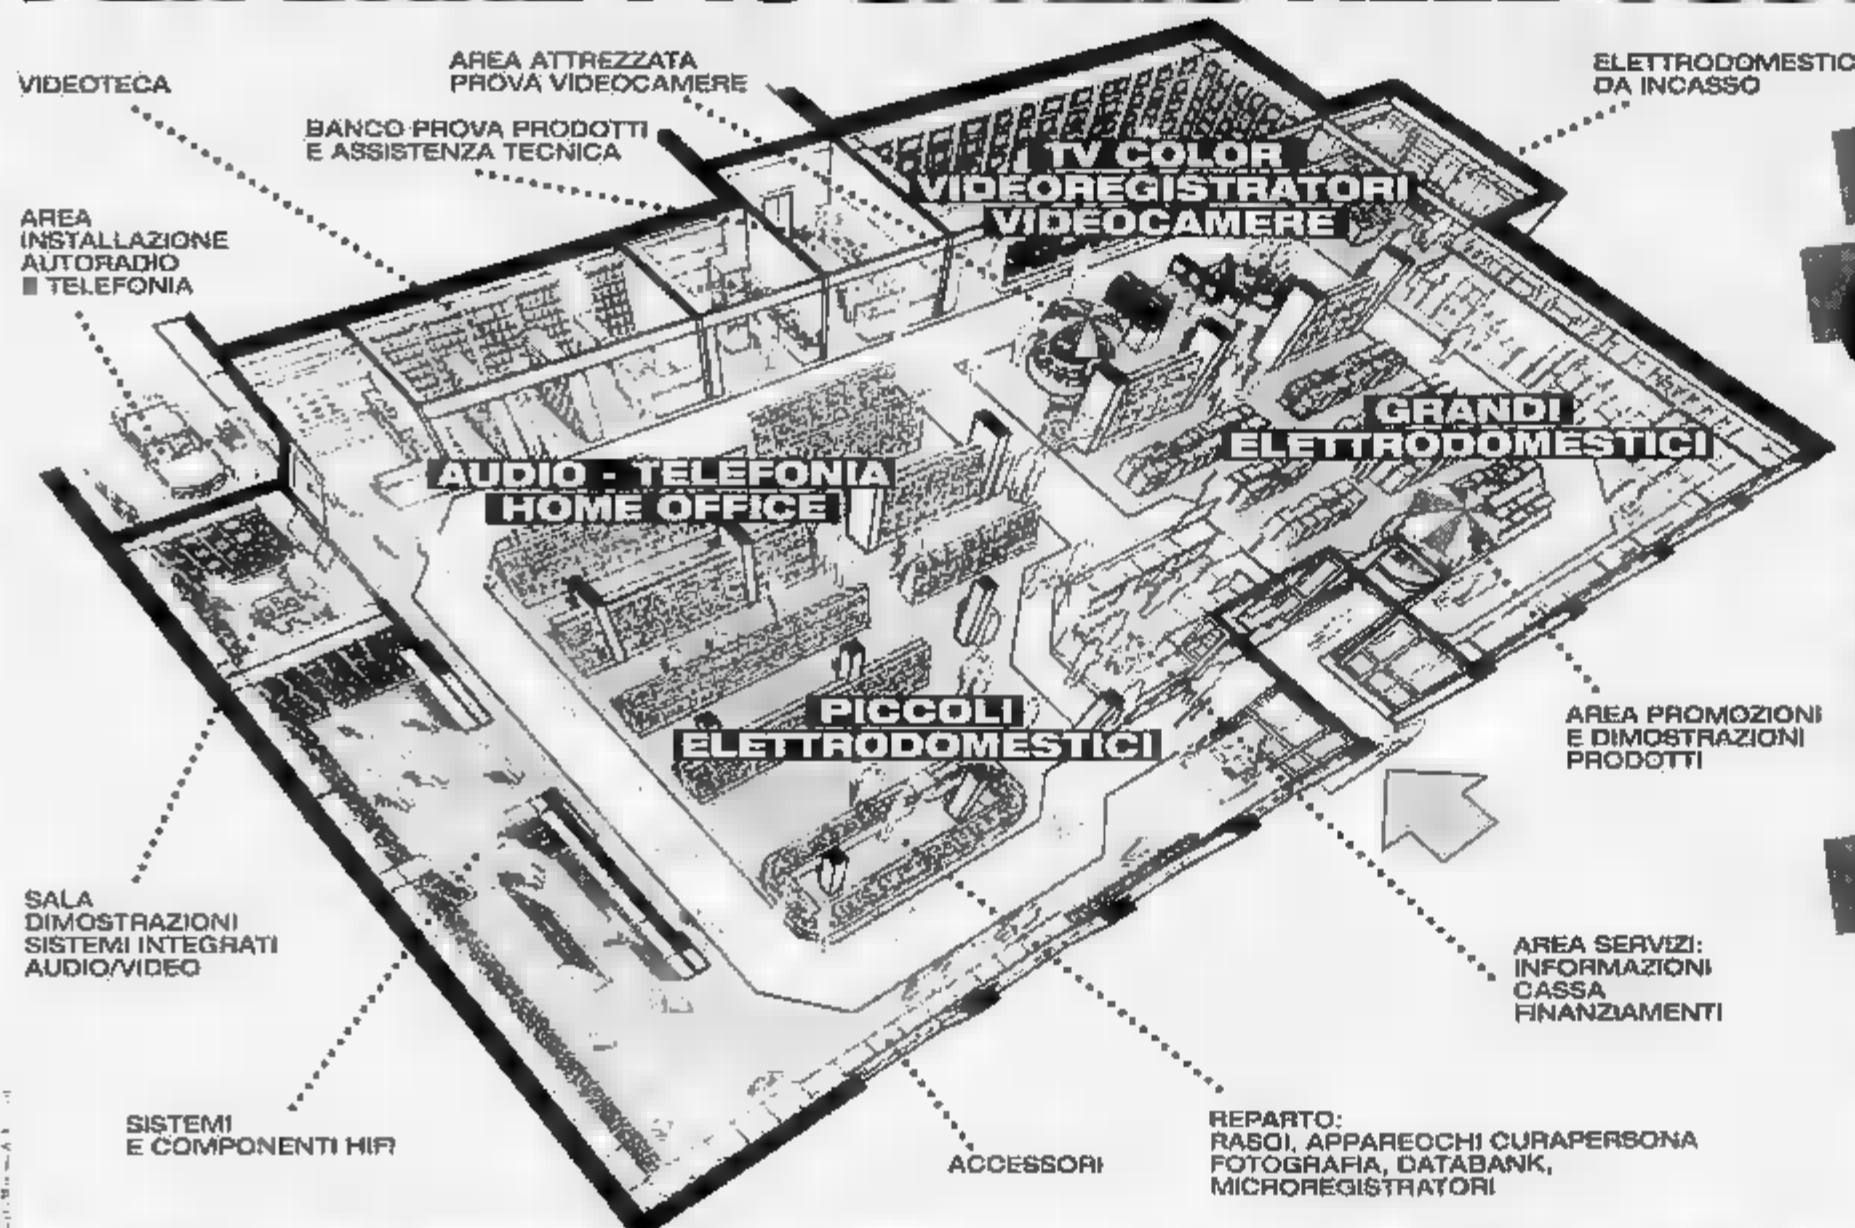 VIDEOTECA
AREA ATTREZZATA
PROVA VIDEOCAMERE
ELETTRODOMESTIC
DA INCASSO
BANCO PROVA PRODOTTI
E ASSISTENZA TECNICA
AREA
INSTALLAZIONE
AUTORADIO
TELEFONIA
TV COLOR
VIDEOREGISTRATORI
VIDEOCAMERE
GRANDI
ELETTRODOMESTICI
AUDIO - TELEFONIA
HOME OFFICE
PICCOLI
ELETTRODOMESTICI
AREA PROMOZIONI
E DIMOSTRAZIONI
PRODOTTI
SALA
DIMOSTRAZIONI
SISTEMI INTEGRATI
AUDIO/VIDEO
AREA SERVIZI:
INFORMAZIONI
CASSA
FINANZIAMENTI
SISTEMI
E COMPONENTI HIFI
ACCESSORI
REPARTO:
RASOI, APPARECCHI CURAPERSONA
FOTOGRAFIA, DATABANK,
MICROREGISTRATORI